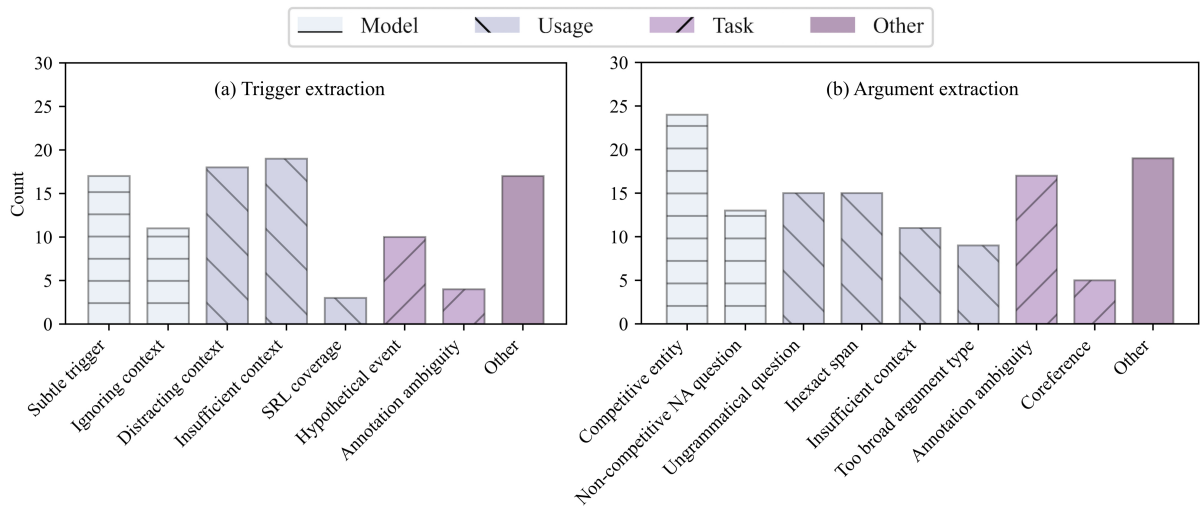 Model Usage Task Other
(a) Trigger extraction
Count
30
25
20
15
10
5
0
Subtle trigger
Ignoring context
Distracting context
Insufficient context
SRL coverage
Hypothetical event
Annotation ambiguity
Other
(b) Argument extraction
30
25
20
15
10
5
0
Competitive entity
Non-competitive NA question
Ungrammatical question
Inexact span
Insufficient context
Too broad argument type
Annotation ambiguity
Coreference
Other